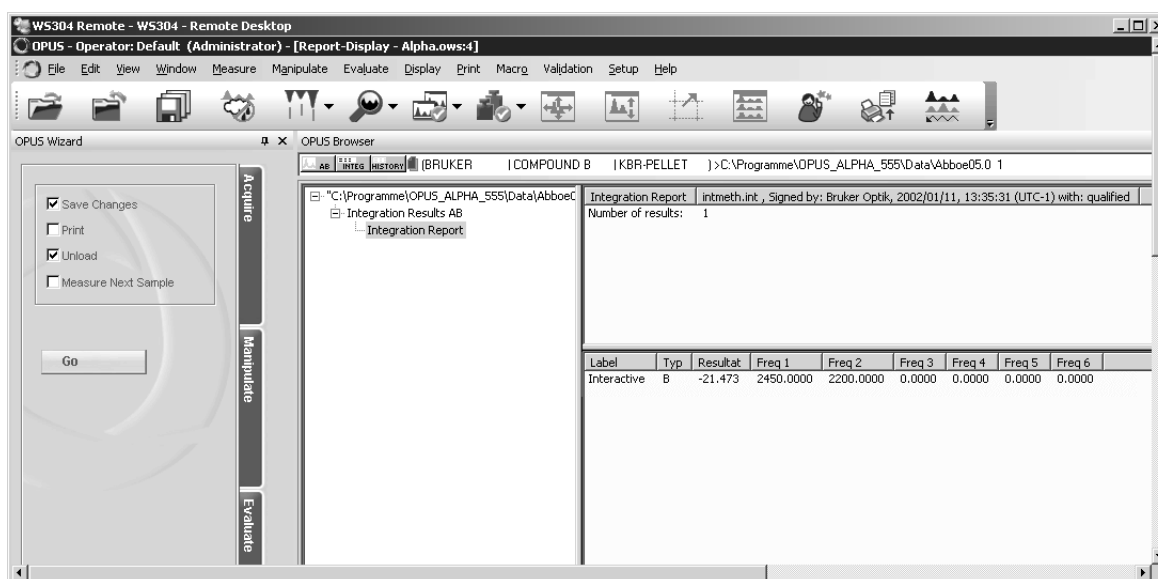 WS304 Remote - WS304 - Remote Desktop
OPUS - Operator: Default (Administrator) - [Report-Display - Alpha.ows:4]
File Edit View Window Measure Manipulate Evaluate Display Print Macro Validation Setup Help
OPUS Wizard
OPUS Browser
AB INTEG HISTORY (BRUKER |COMPOUND B |KBR-PELLET )>C:\Programme\OPUS_ALPHA_555\Data\Abboe05.0 1
Save Changes
Print
Unload
Measure Next Sample
Go
Acquire
Manipulate
Evaluate
"C:\Programme\OPUS_ALPHA_555\Data\Abboe0
Integration Results AB
Integration Report
Integration Report intmeth.int , Signed by: Bruker Optik, 2002/01/11, 13:35:31 (UTC-1) with: qualified
Number of results: 1
Label Typ Resultat Freq 1 Freq 2 Freq 3 Freq 4 Freq 5 Freq 6
Interactive B -21.473 2450.0000 2200.0000 0.0000 0.0000 0.0000 0.0000